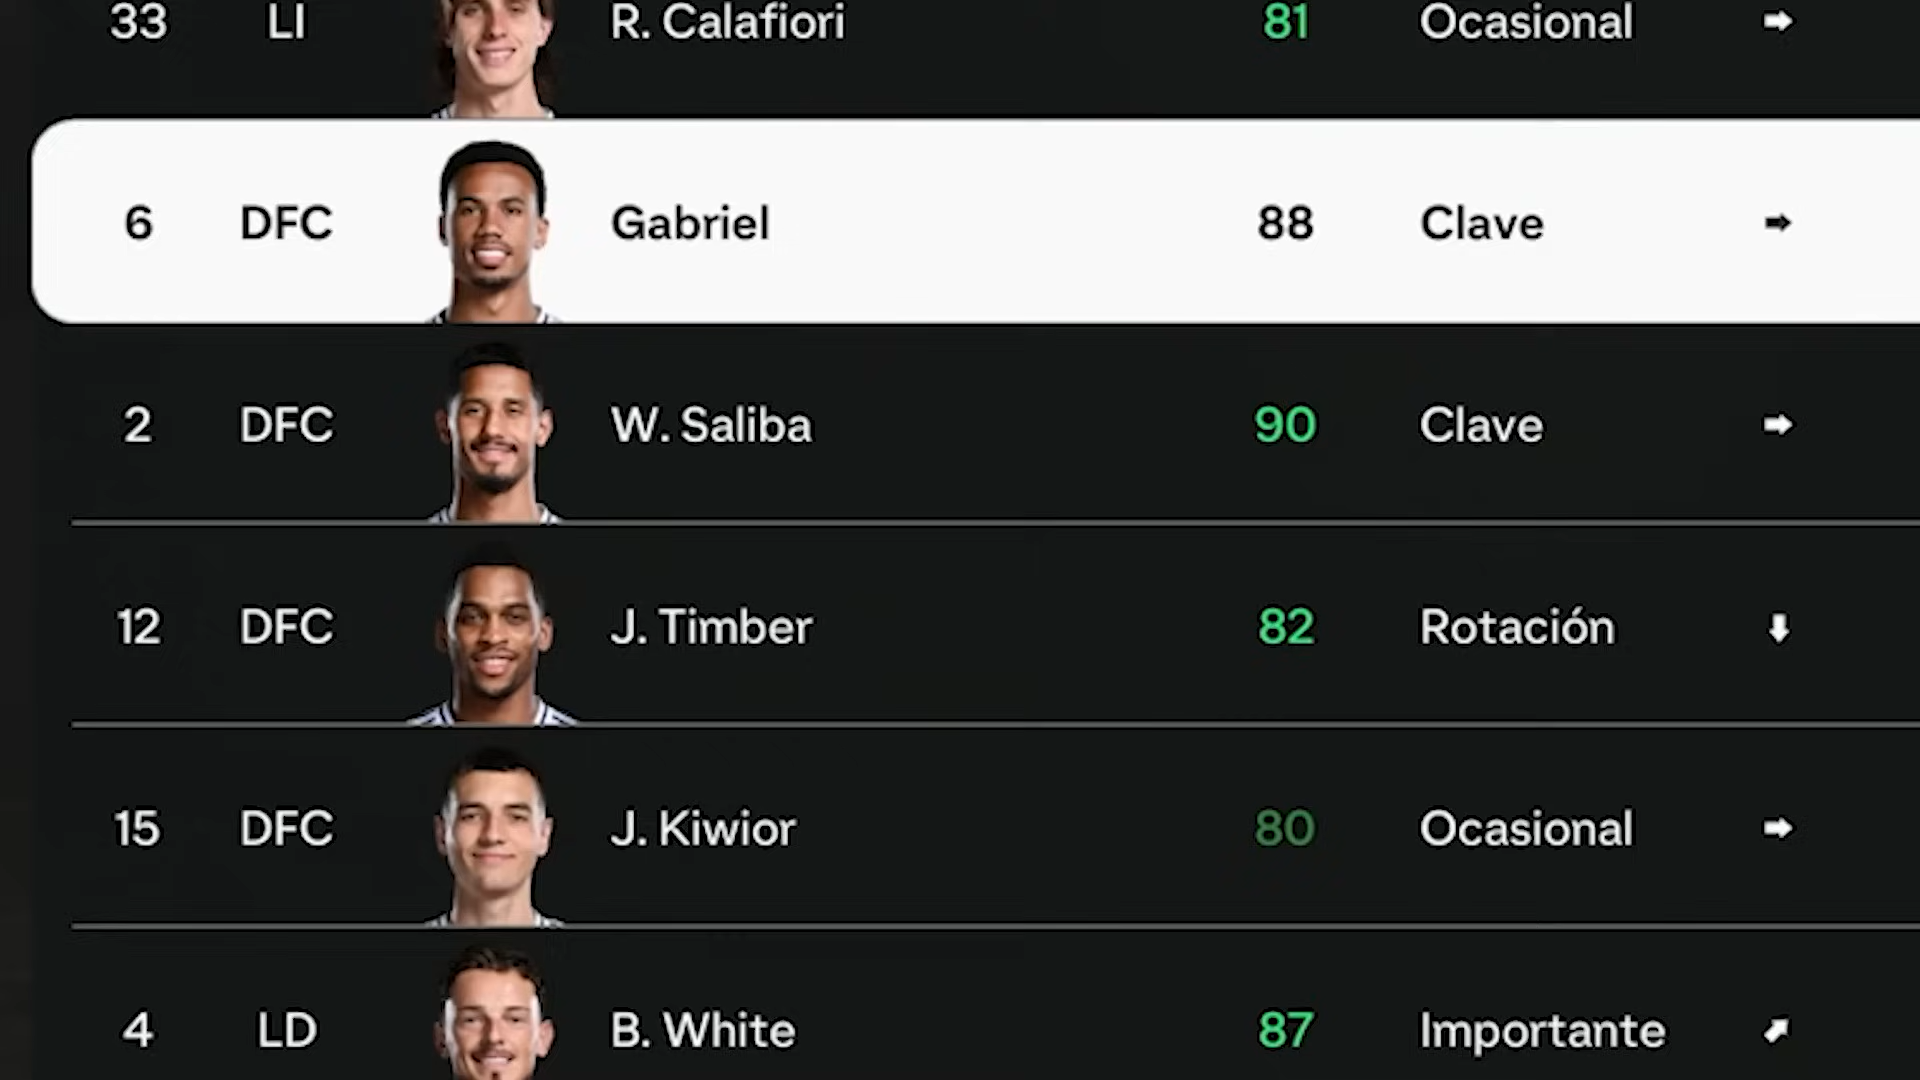 33 LI R. Calafiori 81 Ocasional
6 DFC Gabriel 88 Clave
2 DFC W. Saliba 90 Clave
12 DFC J. Timber 82 Rotación
15 DFC J. Kiwior 80 Ocasional
4 LD B. White 87 Importante